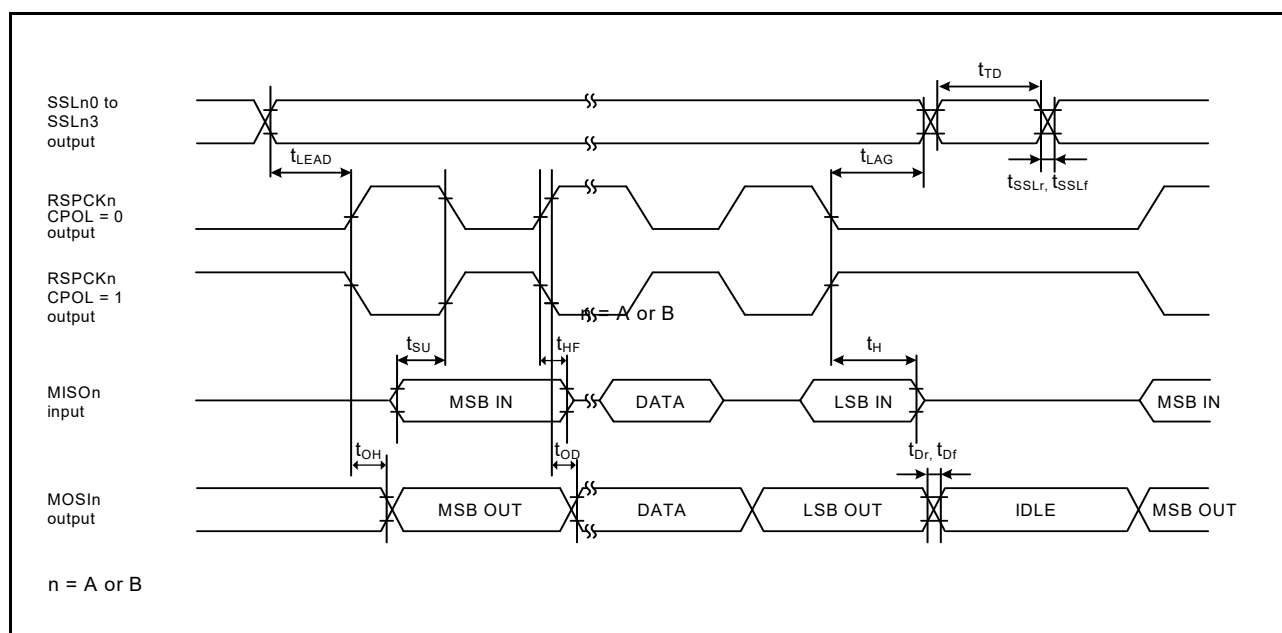 tTD
SSLn0 to
SSLn3
output
tLEAD
tLAG
tSSLr, tSSLf
RSPCKn
CPOL = 0
output
RSPCKn
CPOL = 1
output
n = A or B
tSU
tHF
tH
MISOn
input
MSB IN
DATA
LSB IN
MSB IN
tOH
tOD
tDr, tDf
MOSIn
output
MSB OUT
DATA
LSB OUT
IDLE
MSB OUT
n = A or B